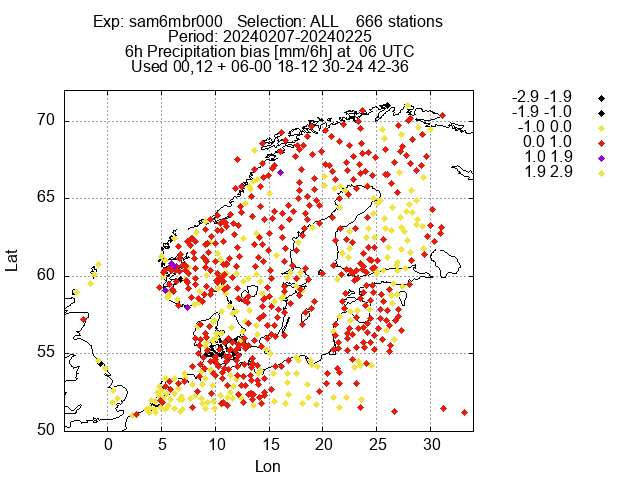 Exp: sam6mbr000   Selection: ALL    666 stations
Period: 20240207-20240225
6h Precipitation bias [mm/6h] at  06 UTC
Used 00,12 + 06-00 18-12 30-24 42-36
-2.9 -1.9
-1.9 -1.0
-1.0 0.0
0.0 1.0
1.0 1.9
1.9 2.9
70
65
60
55
50
Lat
0 5 10 15 20 25 30
Lon